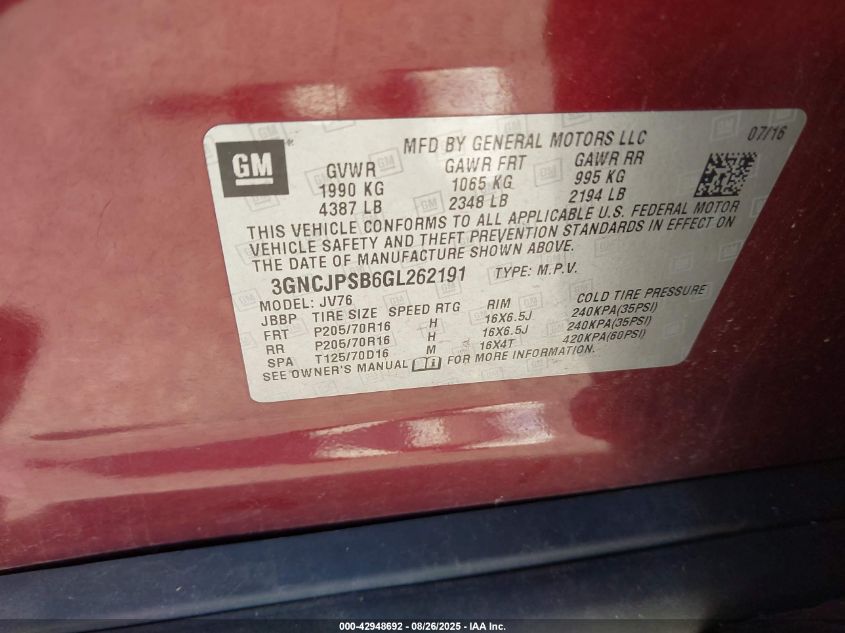 GM
MFD BY GENERAL MOTORS LLC 07/16
GVWR GAWR FRT GAWR RR
1990 KG 1065 KG 995 KG
4387 LB 2348 LB 2194 LB
THIS VEHICLE CONFORMS TO ALL APPLICABLE U.S. FEDERAL MOTOR
VEHICLE SAFETY AND THEFT PREVENTION STANDARDS IN EFFECT ON
THE DATE OF MANUFACTURE SHOWN ABOVE.
3GNCJPSB6GL262191 TYPE: M.P.V.
MODEL: JV76
JBBP TIRE SIZE SPEED RTG RIM COLD TIRE PRESSURE
FRT P205/70R16 H 16X6.5J 240KPA(35PSI)
RR P205/70R16 H 16X6.5J 240KPA(35PSI)
SPA T125/70D16 M 16X4T 420KPA(60PSI)
SEE OWNER'S MANUAL FOR MORE INFORMATION.
000-42948692 - 08/26/2025 - IAA Inc.